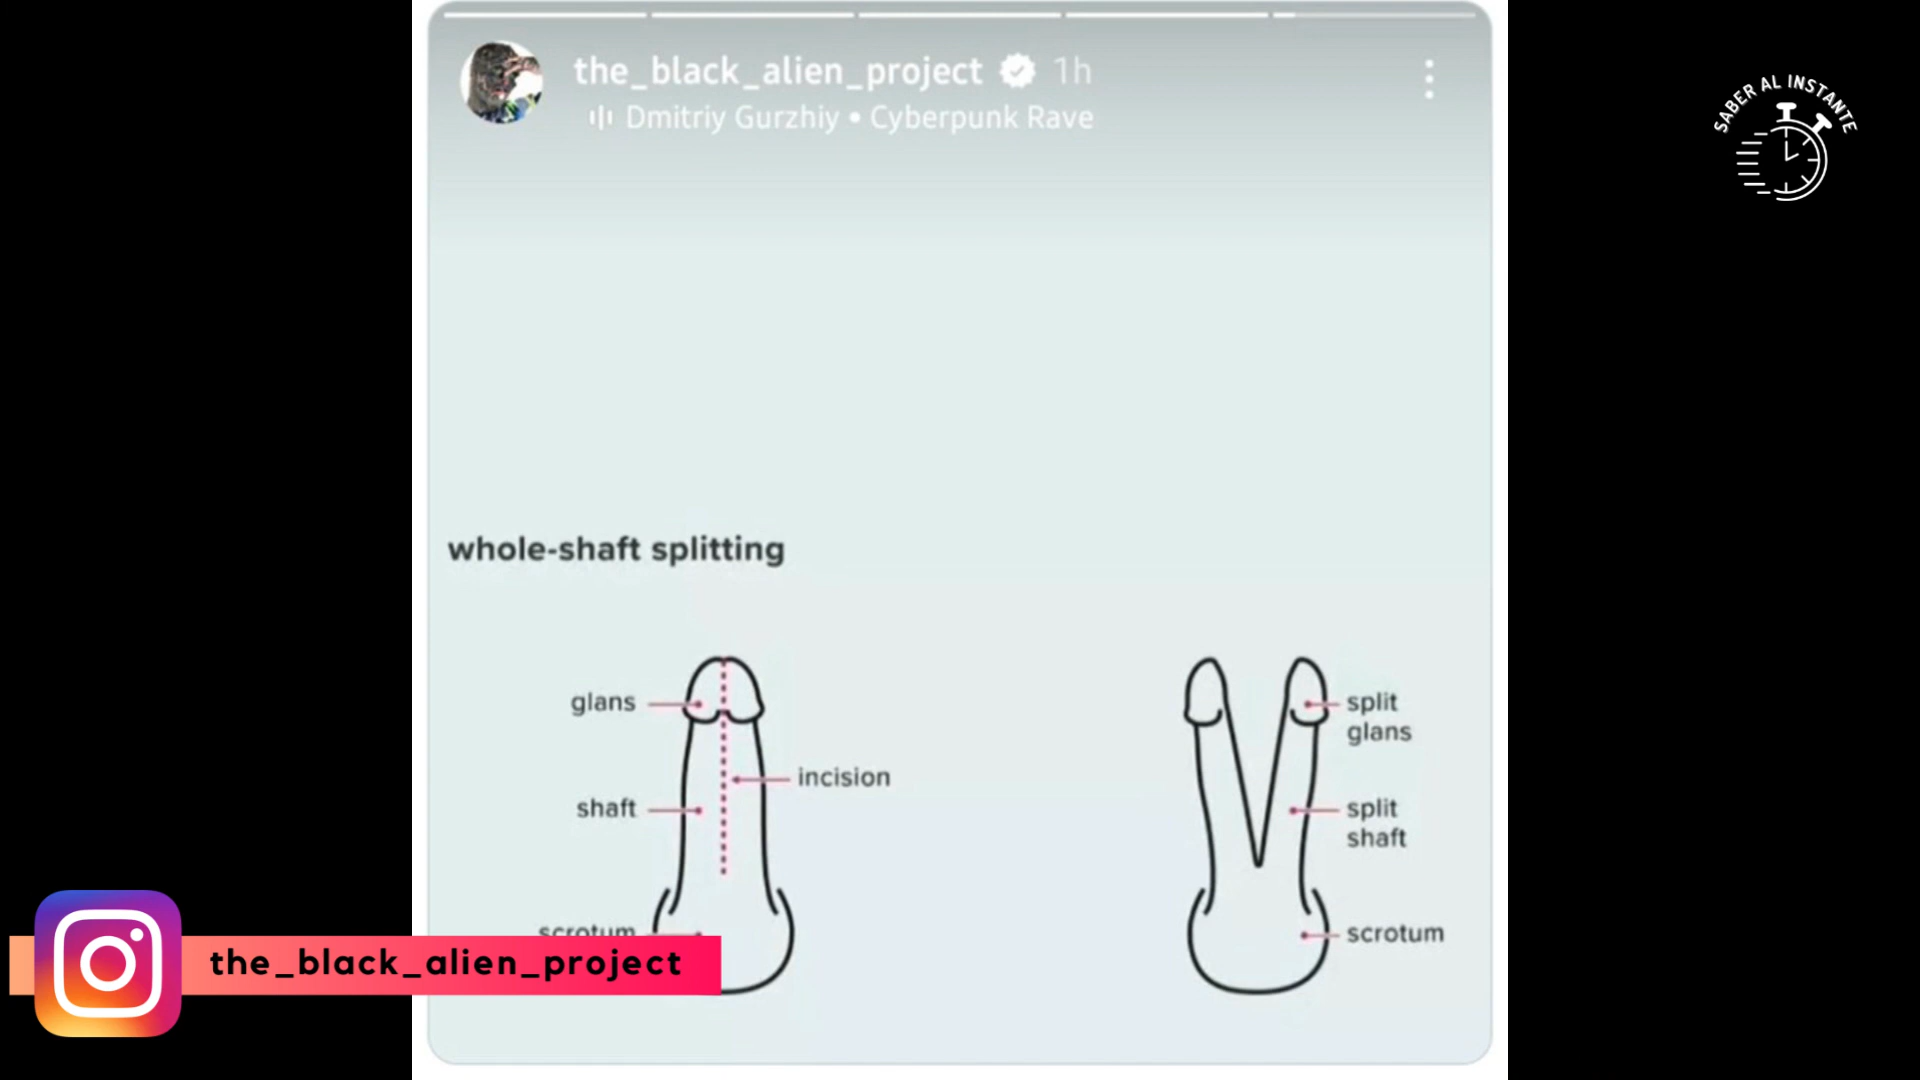 the_black_alien_project 1h
Dmitriy Gurzhiy • Cyberpunk Rave
SABER AL INSTANTE
whole-shaft splitting
glans
shaft
incision
scrotum
split
glans
split
shaft
scrotum
the_black_alien_project